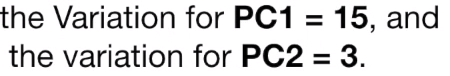 the Variation for PC1 = 15, and
the variation for PC2 = 3.